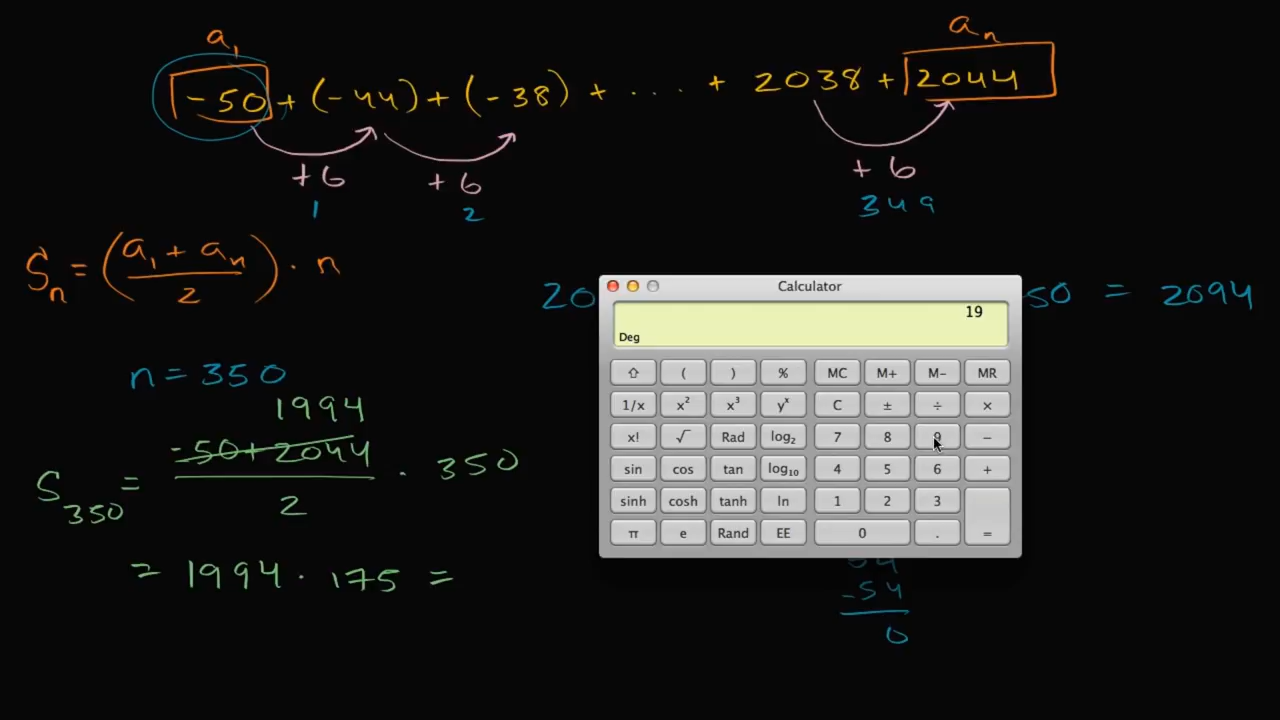 a₁ aₙ
-50 + (-44) + (-38) + ... + 2038 + 2044
+6 +6 +6
1 2 349
Sₙ = (a₁ + aₙ / 2) · n
20 50 = 2094
n = 350
1994
S₃₅₀ = -50 + 2044 / 2 · 350
= 1994 · 175 =
Calculator
19
Deg
( ) % MC M+ M- MR
1/x x² x³ yˣ C ± ÷ ×
x! √ Rad log₂ 7 8 9 −
sin cos tan log₁₀ 4 5 6 +
sinh cosh tanh ln 1 2 3
π e Rand EE 0 . =
54
-54
0